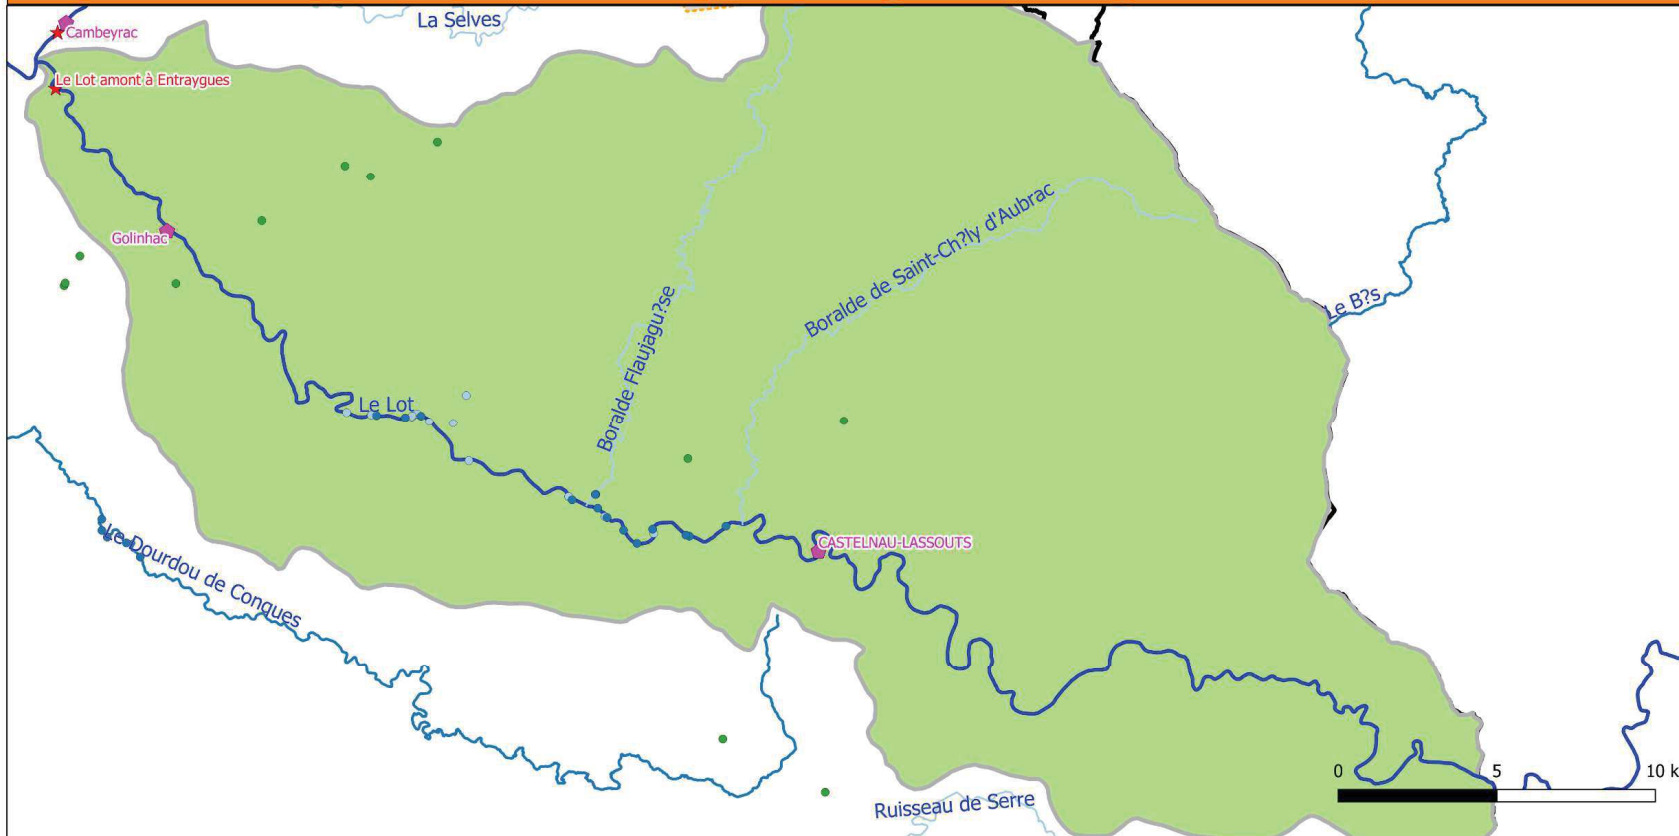 La Selves
Cambeyrac
Le Lot amont à Entraygues
Boralde de Saint-Ch?ly d'Aubrac
Golinhac
Le B?s
Boralde Flaujagu?se
Le Lot
Le Dourdou de Conques
CASTELNAU-LASSOUTS
0 5 10 k
Ruisseau de Serre